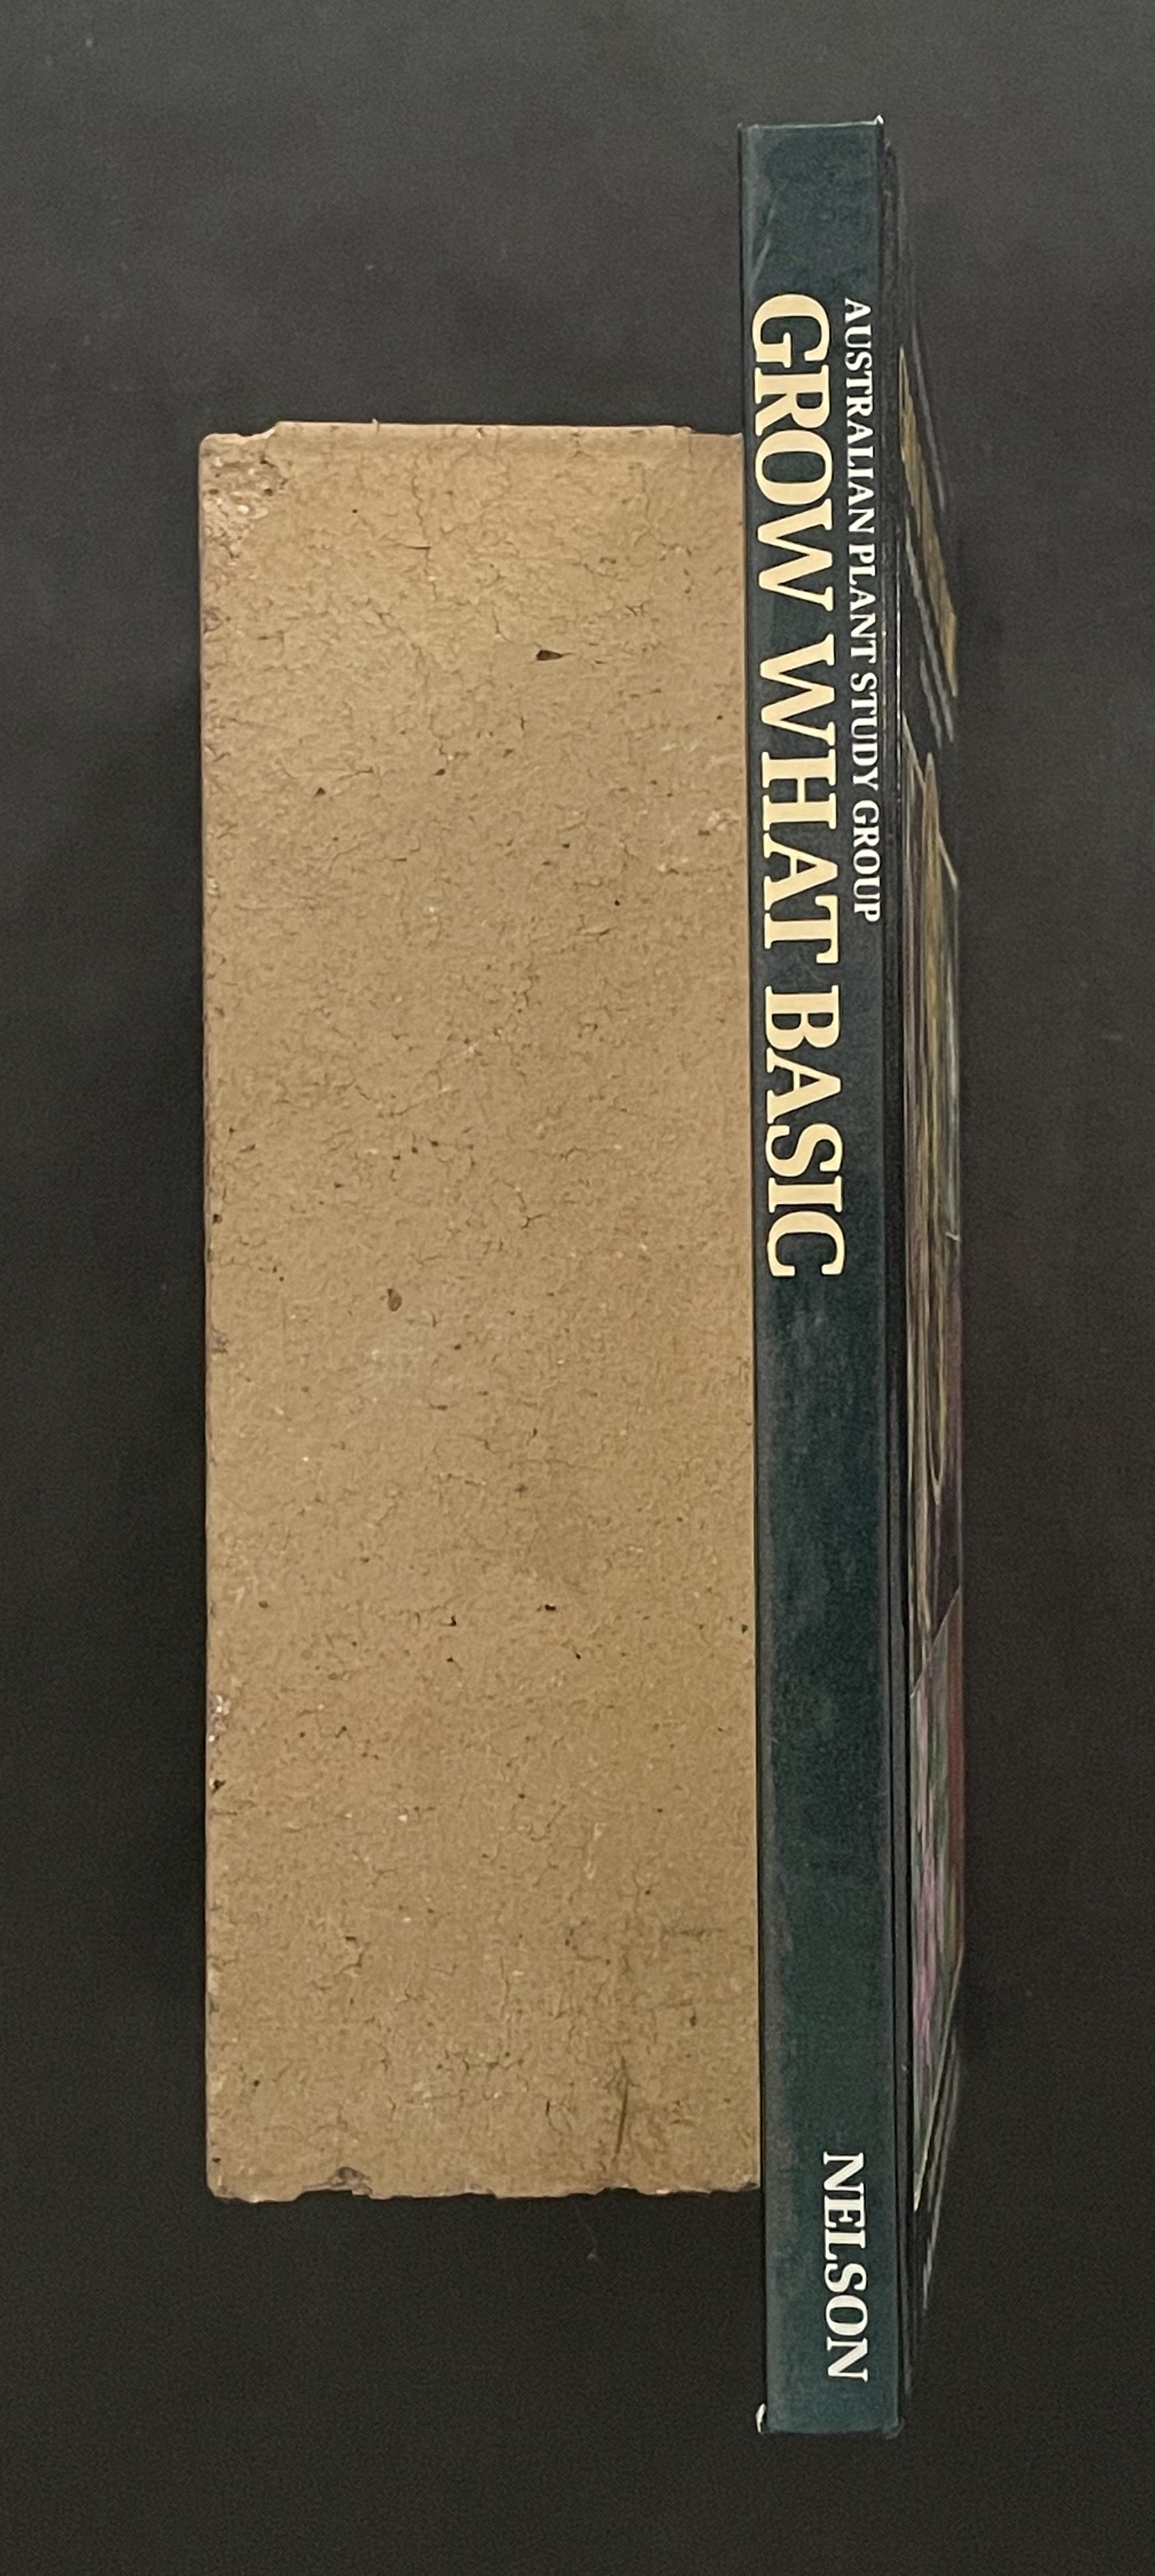 AUSTRALIAN PLANT STUDY GROUP
GROW WHAT BASIC
NELSON